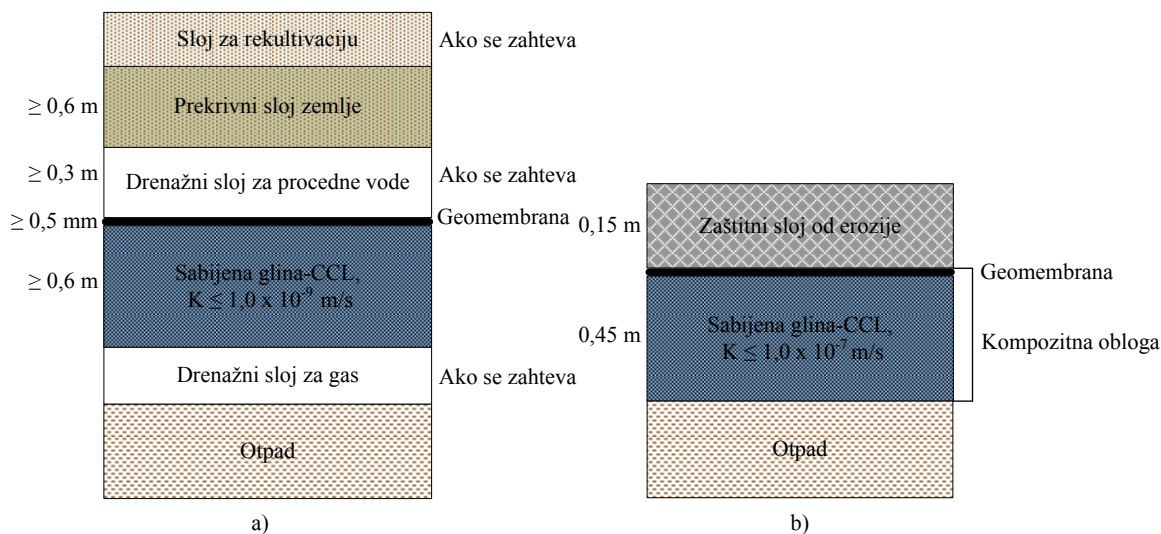 Sloj za rekultivaciju
Ako se zahteva
≥ 0,6 m
Prekrivni sloj zemlje
≥ 0,3 m
Drenažni sloj za procedne vode
Ako se zahteva
≥ 0,5 mm
Geomembrana
≥ 0,6 m
Sabijena glina-CCL,
K ≤ 1,0 x 10⁻⁹ m/s
Drenažni sloj za gas
Ako se zahteva
Otpad
a)
0,15 m
Zaštitni sloj od erozije
Geomembrana
0,45 m
Sabijena glina-CCL,
K ≤ 1,0 x 10⁻⁷ m/s
Kompozitna obloga
Otpad
b)